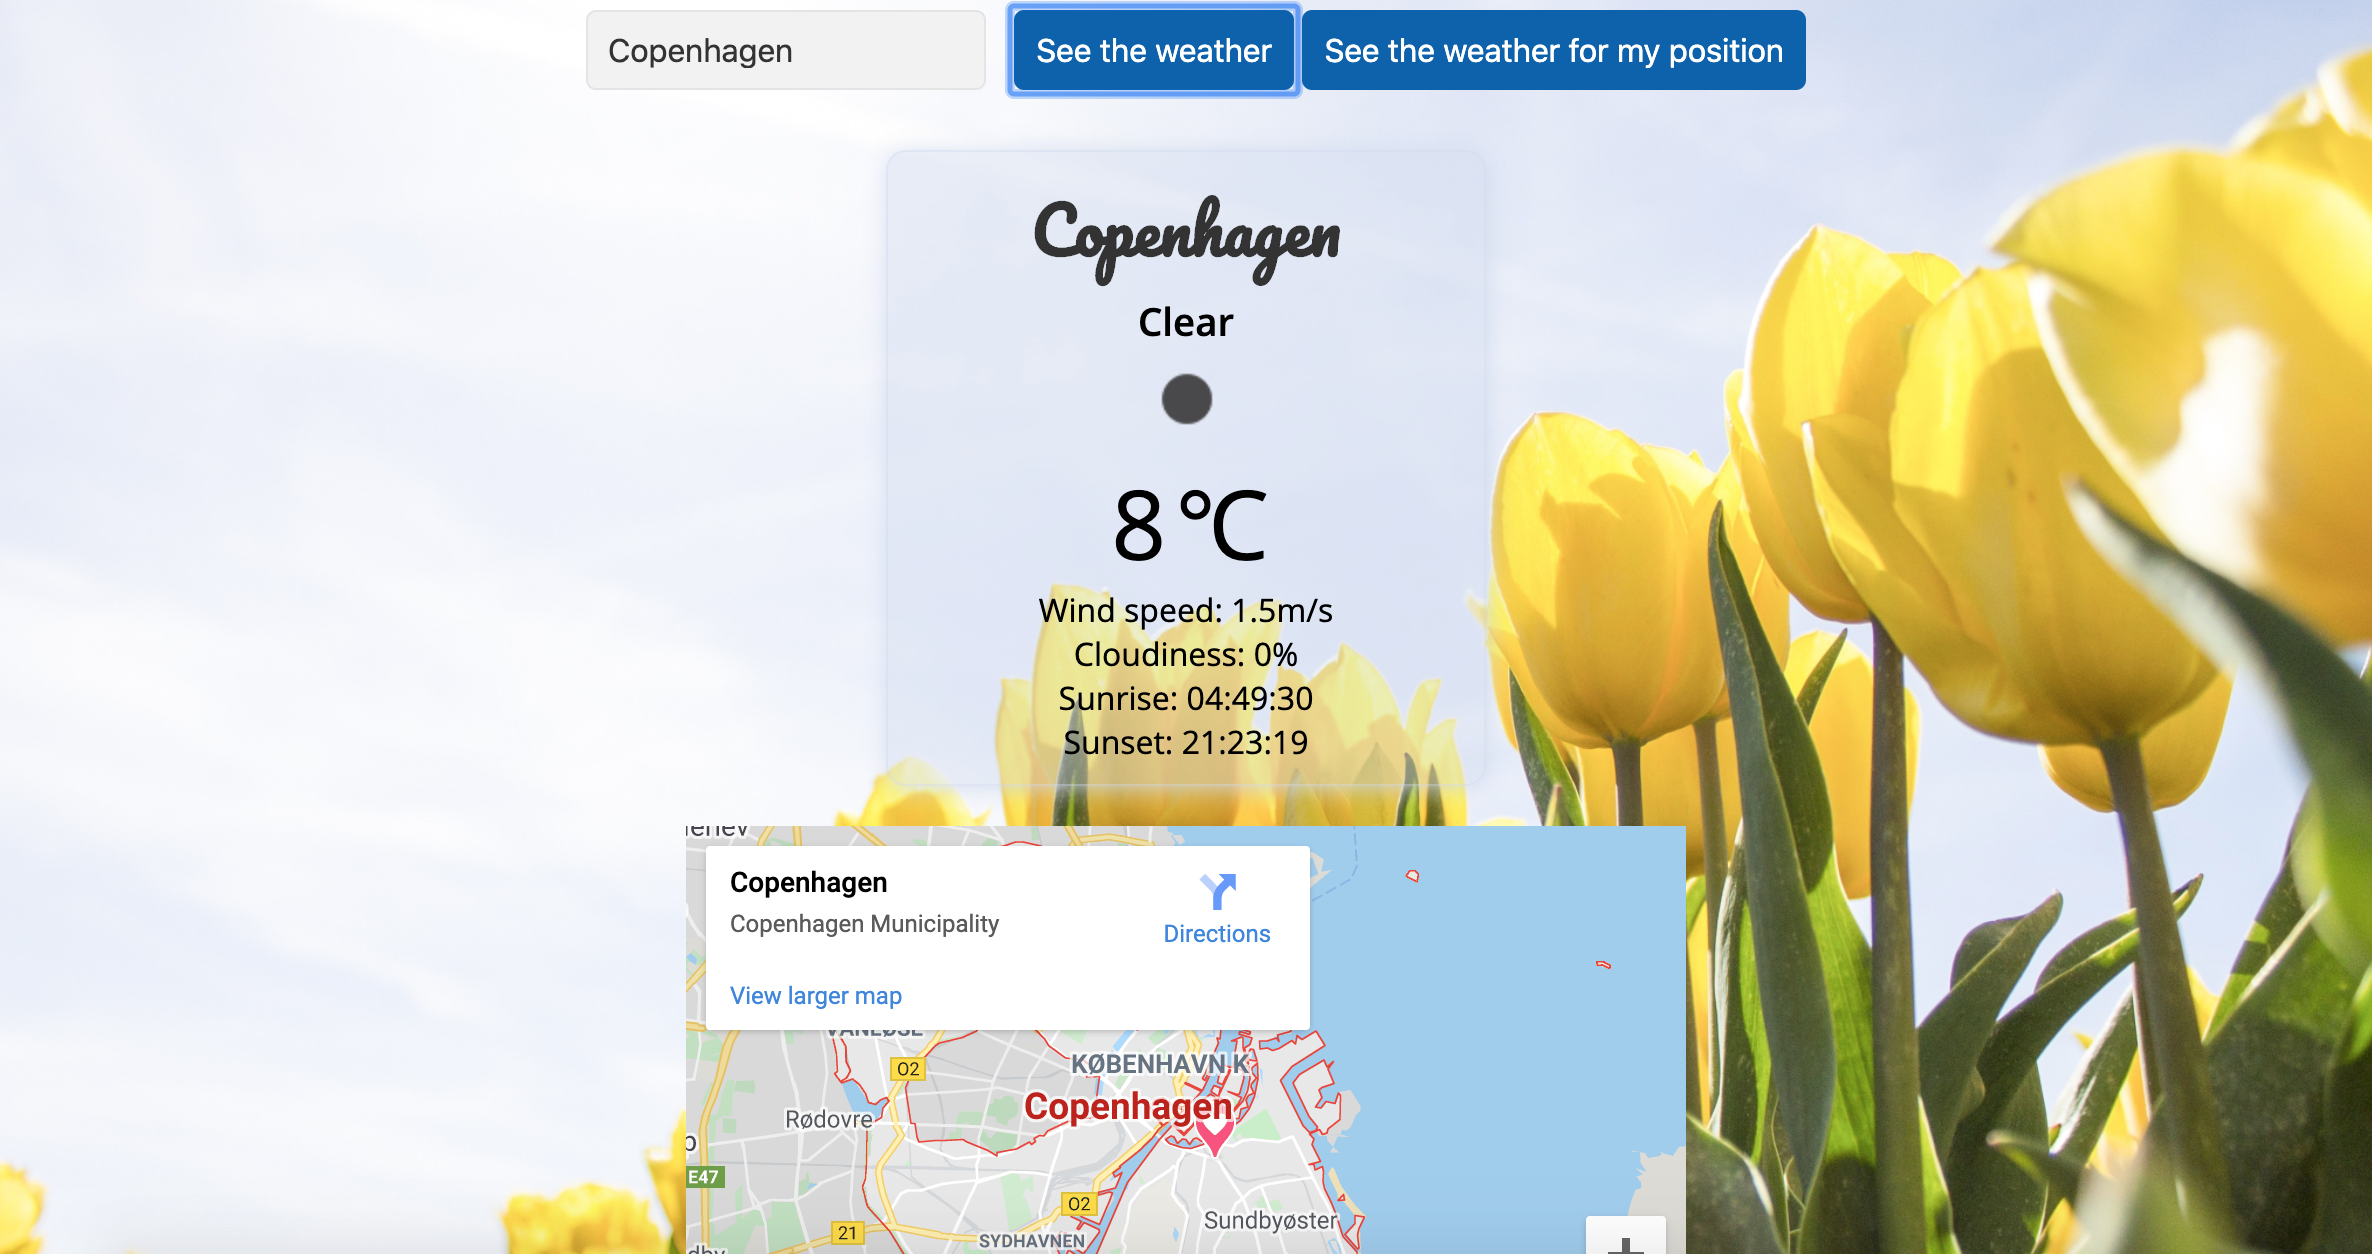 Copenhagen
See the weather
See the weather for my position
Copenhagen
Clear
8 °C
Wind speed: 1.5m/s
Cloudiness: 0%
Sunrise: 04:49:30
Sunset: 21:23:19
Copenhagen
Copenhagen Municipality
Directions
View larger map
VANLØSE
KØBENHAVN K
O2
Copenhagen
Rødovre
E47
O2
21
Sundbyøster
SYDHAVNEN